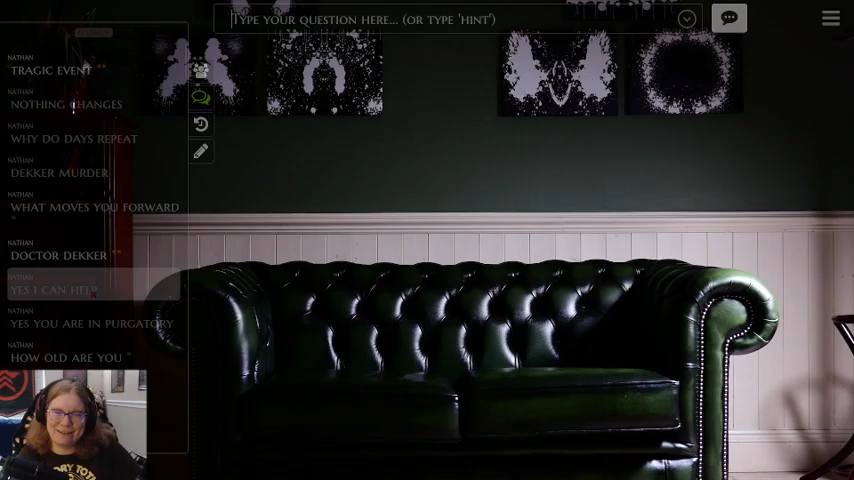 TYPE YOUR QUESTION HERE... (OR TYPE 'HINT')
NATHAN
TRAGIC EVENT **
NATHAN
NOTHING CHANGES
NATHAN
WHY DO DAYS REPEAT
NATHAN
DEKKER MURDER
NATHAN
WHAT MOVES YOU FORWARD
*
NATHAN
DOCTOR DEKKER **
NATHAN
YES I CAN HELP
NATHAN
YES YOU ARE IN PURGATORY
NATHAN
HOW OLD ARE YOU *